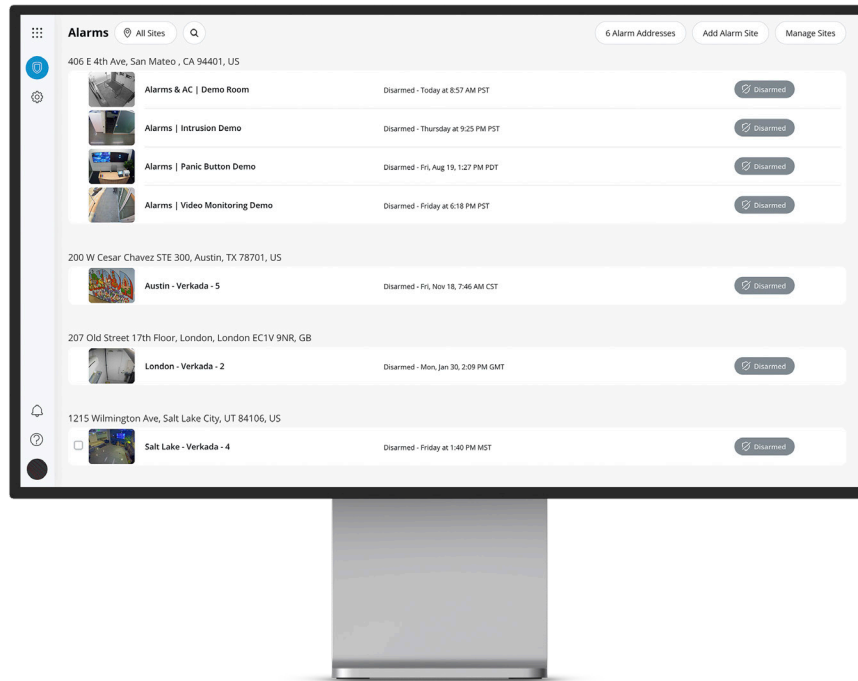 Alarms All Sites 6 Alarm Addresses Add Alarm Site Manage Sites
406 E 4th Ave, San Mateo , CA 94401, US
Alarms & AC | Demo Room Disarmed - Today at 8:57 AM PST Disarmed
Alarms | Intrusion Demo Disarmed - Thursday at 9:25 PM PST Disarmed
Alarms | Panic Button Demo Disarmed - Fri, Aug 19, 1:27 PM PDT Disarmed
Alarms | Video Monitoring Demo Disarmed - Friday at 6:18 PM PST Disarmed
200 W Cesar Chavez STE 300, Austin, TX 78701, US
Austin - Verkada - 5 Disarmed - Fri, Nov 18, 7:46 AM CST Disarmed
207 Old Street 17th Floor, London, London EC1V 9NR, GB
London - Verkada - 2 Disarmed - Mon, Jan 30, 2:09 PM GMT Disarmed
1215 Wilmington Ave, Salt Lake City, UT 84106, US
Salt Lake - Verkada - 4 Disarmed - Friday at 1:40 PM MST Disarmed